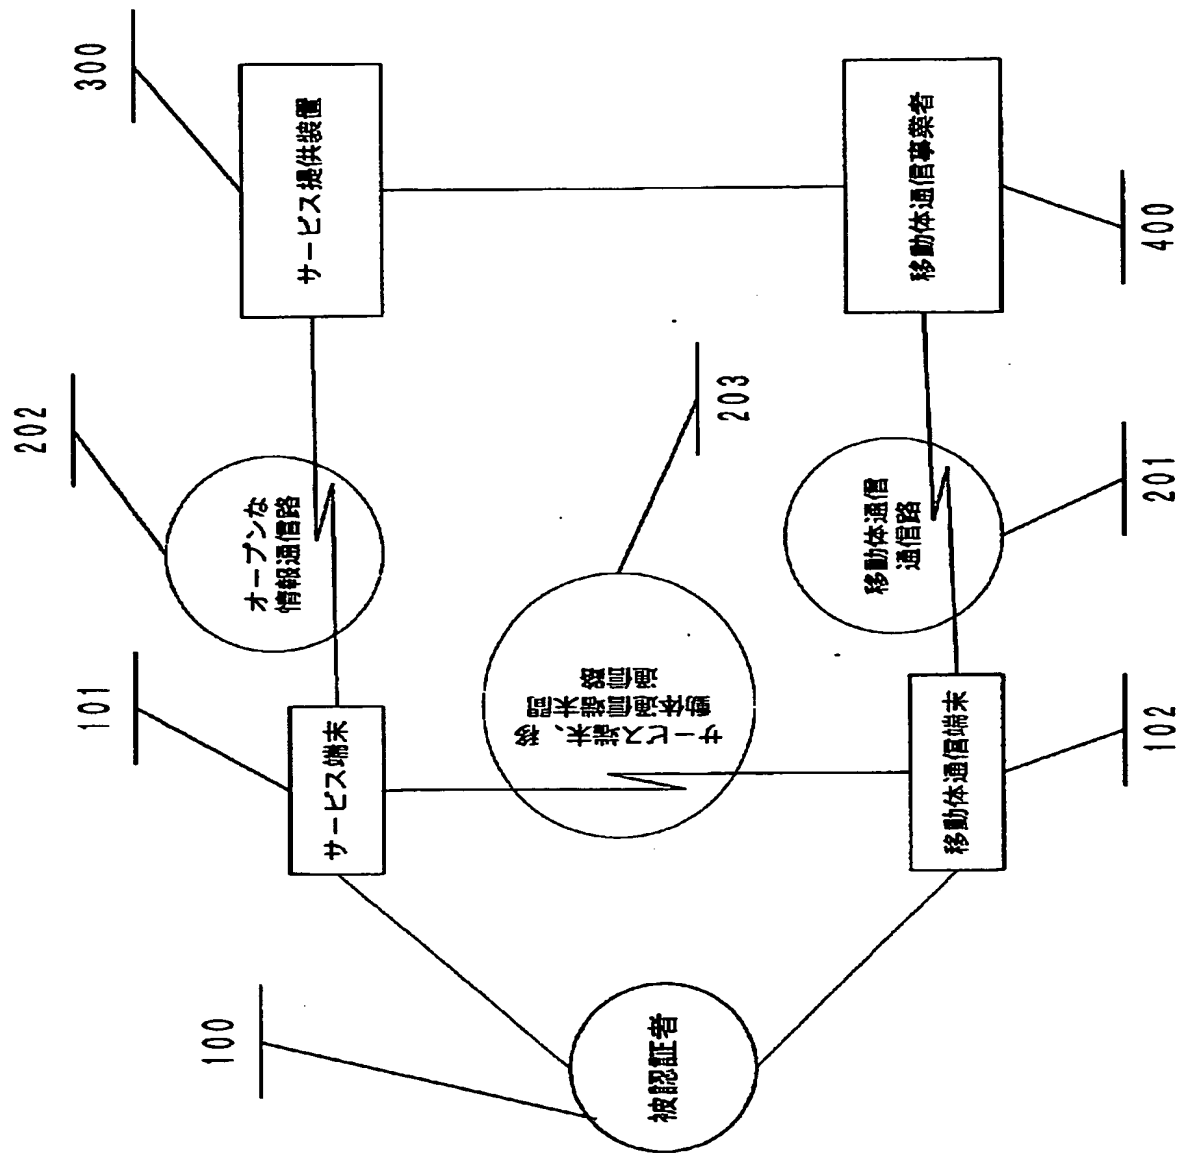 202
101
300
100
オープンな
情報通信路
サービス端末
サービス提供装置
サービス端末、移
動体通信端末間
通信路
被認証者
203
移動体通信
通信路
移動体通信端末
移動体通信事業者
102
201
400